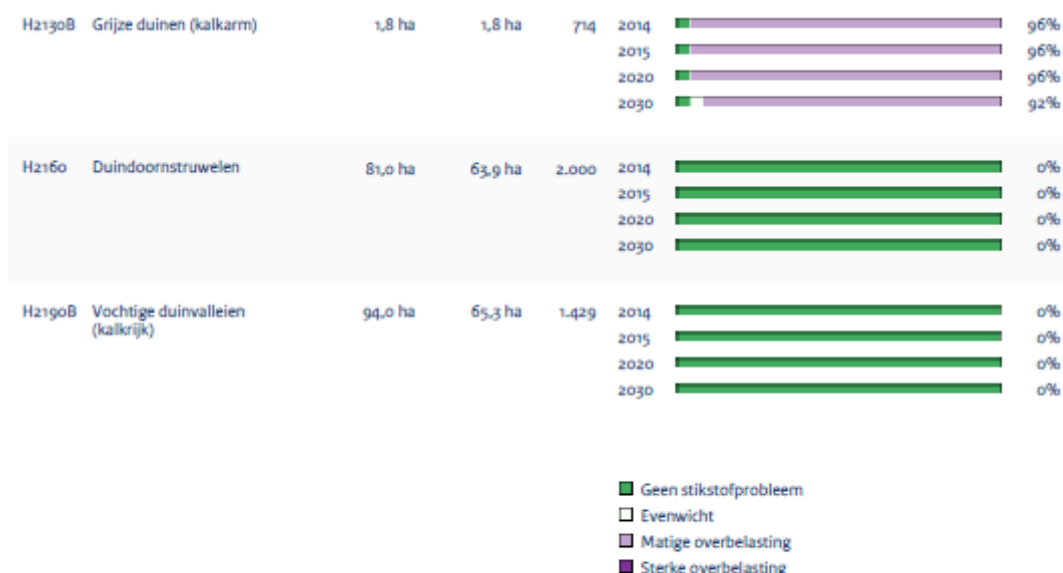 H2130B Grijze duinen (kalkarm) 1,8 ha 1,8 ha 714 2014 96%
2015 96%
2020 96%
2030 92%
H2160 Duindoornstruwelen 81,0 ha 63,9 ha 2.000 2014 0%
2015 0%
2020 0%
2030 0%
H2190B Vochtige duinvalleien 94,0 ha 65,3 ha 1.429 2014 0%
(kalkrijk)
2015 0%
2020 0%
2030 0%
Geen stikstofprobleem
Evenwicht
Matige overbelasting
Sterke overbelasting